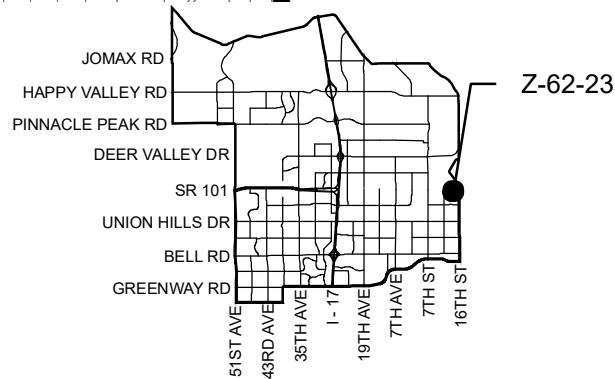 JOMAX RD
HAPPY VALLEY RD
Z-62-23
PINNACLE PEAK RD
DEER VALLEY DR
SR 101
UNION HILLS DR
BELL RD
GREENWAY RD
51ST AVE
43RD AVE
35TH AVE
I - 17
19TH AVE
7TH AVE
7TH ST
16TH ST